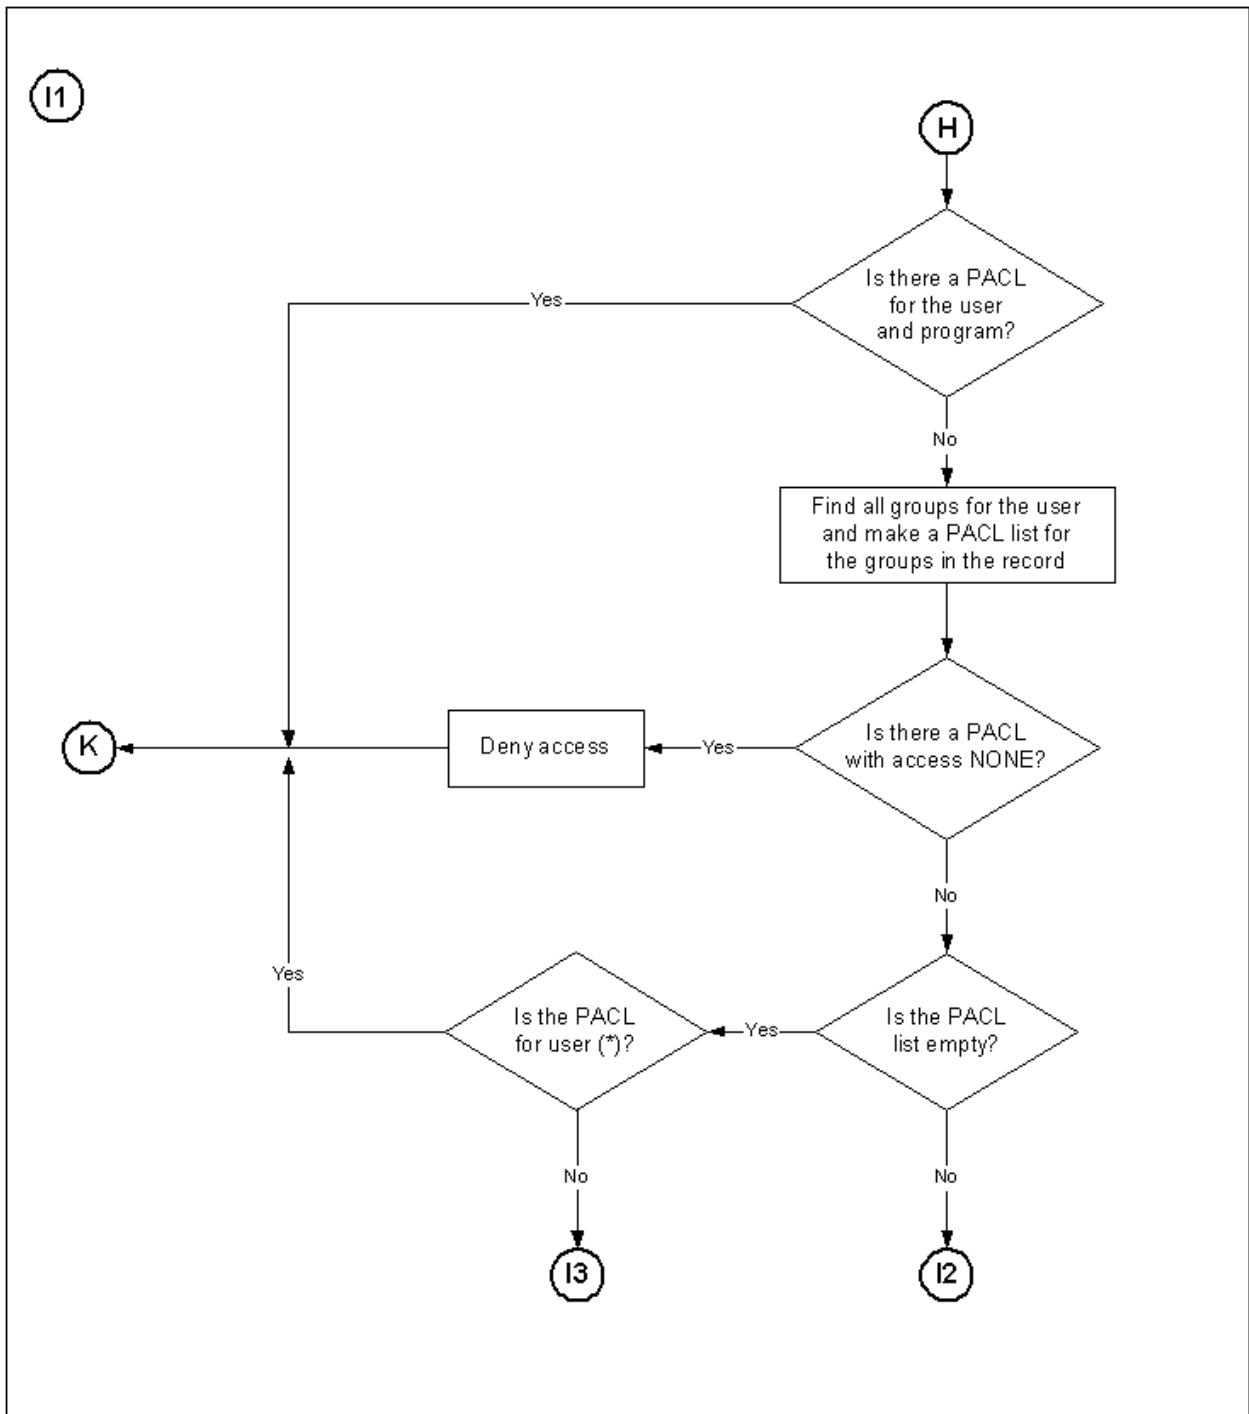 I1
H
Is there a PACL
for the user
and program?
Yes
No
Find all groups for the user
and make a PACL list for
the groups in the record
K
Deny access
Yes
Is there a PACL
with access NONE?
No
Yes
Is the PACL
for user (*)?
Yes
Is the PACL
list empty?
No
No
I3
I2